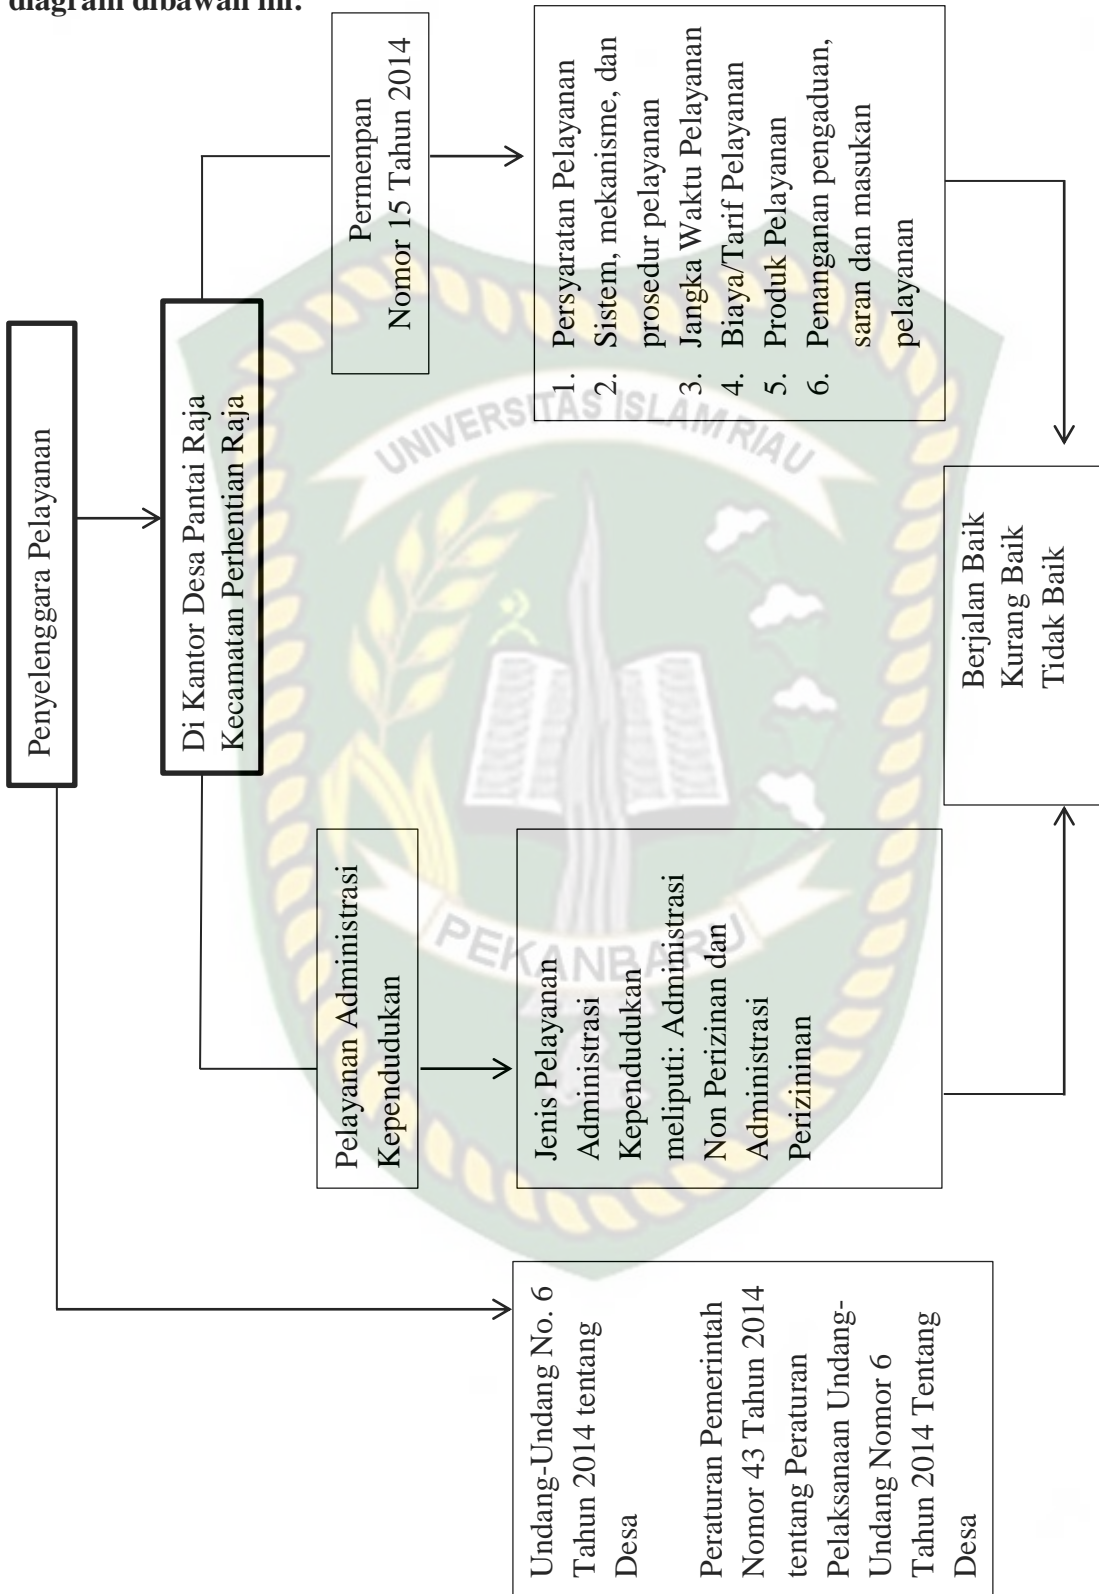 diagram dibawah ini:
Penyelenggara Pelayanan
Di Kantor Desa Pantai Raja
Kecamatan Perhentian Raja
Pelayanan Administrasi
Kependudukan
Permenpan
Nomor 15 Tahun 2014
Undang-Undang No. 6
Tahun 2014 tentang
Desa
Peraturan Pemerintah
Nomor 43 Tahun 2014
tentang Peraturan
Pelaksanaan Undang-
Undang Nomor 6
Tahun 2014 Tentang
Desa
Jenis Pelayanan
Administrasi
Kependudukan
meliputi: Administrasi
Non Perizinan dan
Administrasi
Perizininan
1. Persyaratan Pelayanan
2. Sistem, mekanisme, dan
prosedur pelayanan
3. Jangka Waktu Pelayanan
4. Biaya/Tarif Pelayanan
5. Produk Pelayanan
6. Penanganan pengaduan,
saran dan masukan
pelayanan
Berjalan Baik
Kurang Baik
Tidak Baik
UNIVERSITAS ISLAM RIAU
PEKANBARU